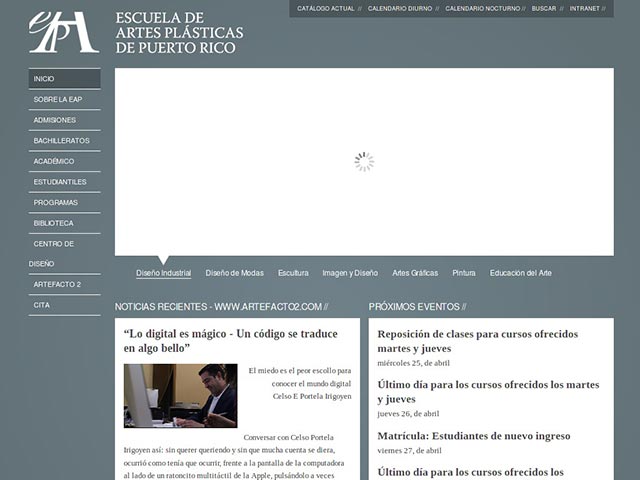 CATÁLOGO ACTUAL // CALENDARIO DIURNO // CALENDARIO NOCTURNO // BUSCAR // INTRANET //
eAP
ESCUELA DE
ARTES PLÁSTICAS
DE PUERTO RICO
INICIO
SOBRE LA EAP
ADMISIONES
BACHILLERATOS
ACADÉMICO
ESTUDIANTILES
PROGRAMAS
BIBLIOTECA
CENTRO DE
DISEÑO
ARTEFACTO 2
CITA
Diseño Industrial Diseño de Modas Escultura Imagen y Diseño Artes Gráficas Pintura Educación del Arte
NOTICIAS RECIENTES - WWW.ARTEFACTO2.COM //
“Lo digital es mágico - Un código se traduce
en algo bello”
El miedo es el peor escollo para
conocer el mundo digital
Celso E Portela Irigoyen
Conversar con Celso Portela
Irigoyen así: sin querer queriendo y sin que mucha cuenta se diera,
ocurrió como tenía que ocurrir, frente a la pantalla de la computadora
al lado de un ratoncito multitáctil de la Apple, pulsándolo a veces
PRÓXIMOS EVENTOS //
Reposición de clases para cursos ofrecidos
martes y jueves
miércoles 25, de abril
Último día para los cursos ofrecidos los martes
y jueves
jueves 26, de abril
Matrícula: Estudiantes de nuevo ingreso
viernes 27, de abril
Último día para los cursos ofrecidos los